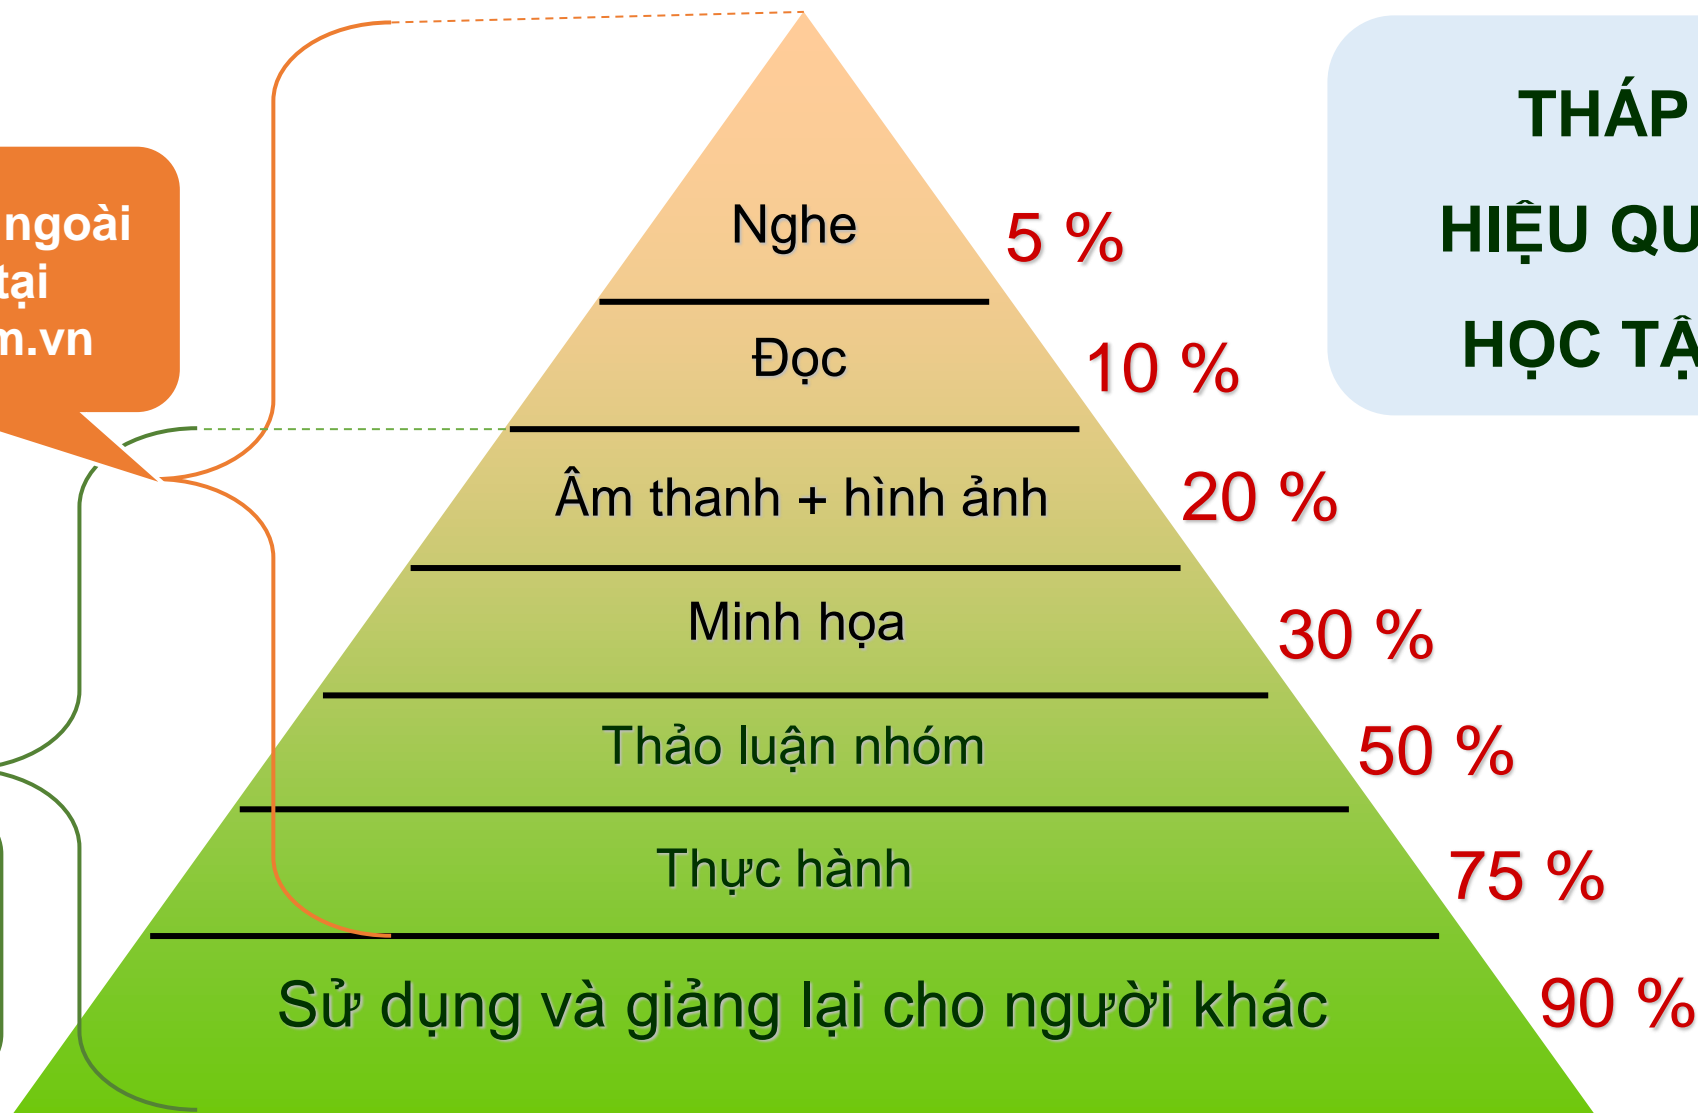 THÁP
HIỆU QU
HỌC TẬ
ngoài
tại
m.vn
Nghe
5 %
Đọc
10 %
Âm thanh + hình ảnh
20 %
Minh họa
30 %
Thảo luận nhóm
50 %
Thực hành
75 %
Sử dụng và giảng lại cho người khác
90 %